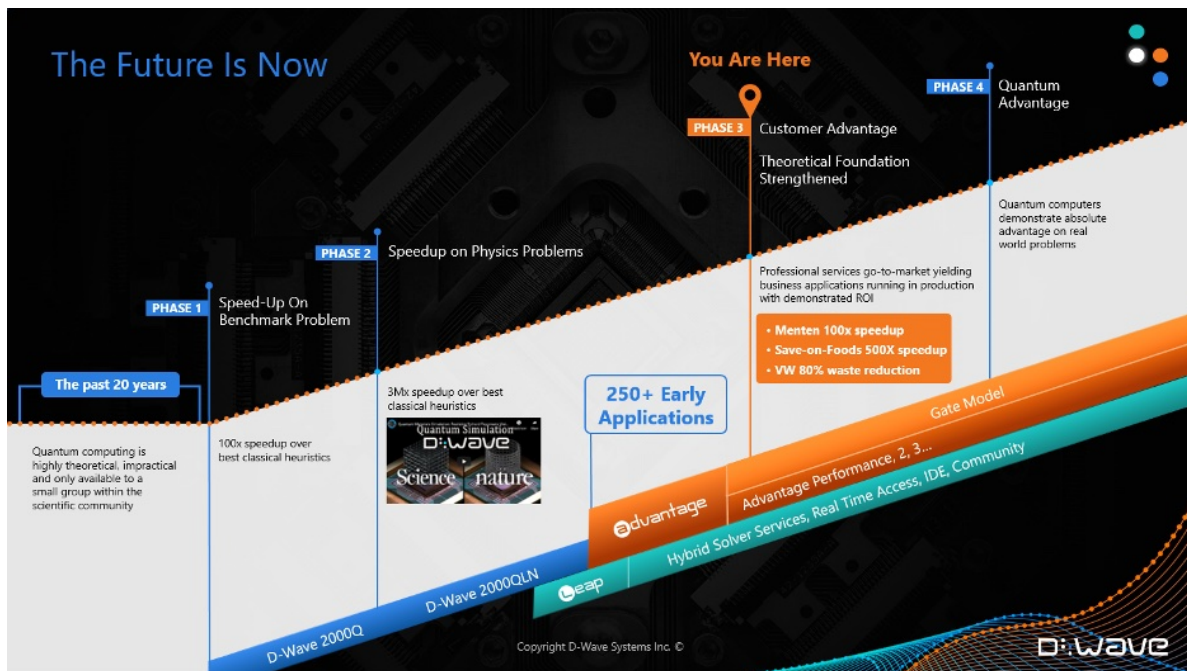 The Future Is Now
You Are Here
PHASE 4
Quantum
Advantage
PHASE 3
Customer Advantage
Theoretical Foundation
Strengthened
PHASE 2
Speedup on Physics Problems
PHASE 1
Speed-Up On
Benchmark Problem
The past 20 years
Quantum computing is
highly theoretical, impractical
and only available to a
small group within the
scientific community
100x speedup over
best classical heuristics
3Mx speedup over best
classical heuristics
Quantum Simulation
D:Wave
Science
nature
250+ Early
Applications
Professional services go-to-market yielding
business applications running in production
with demonstrated ROI
• Menten 100x speedup
• Save-on-Foods 500X speedup
• VW 80% waste reduction
Quantum computers
demonstrate absolute
advantage on real
world problems
Gate Model
advantage
Advantage Performance, 2, 3...
Leap
Hybrid Solver Services, Real Time Access, IDE, Community
D-Wave 2000Q
D-Wave 2000QLN
Copyright D-Wave Systems Inc. ©
D:Wave